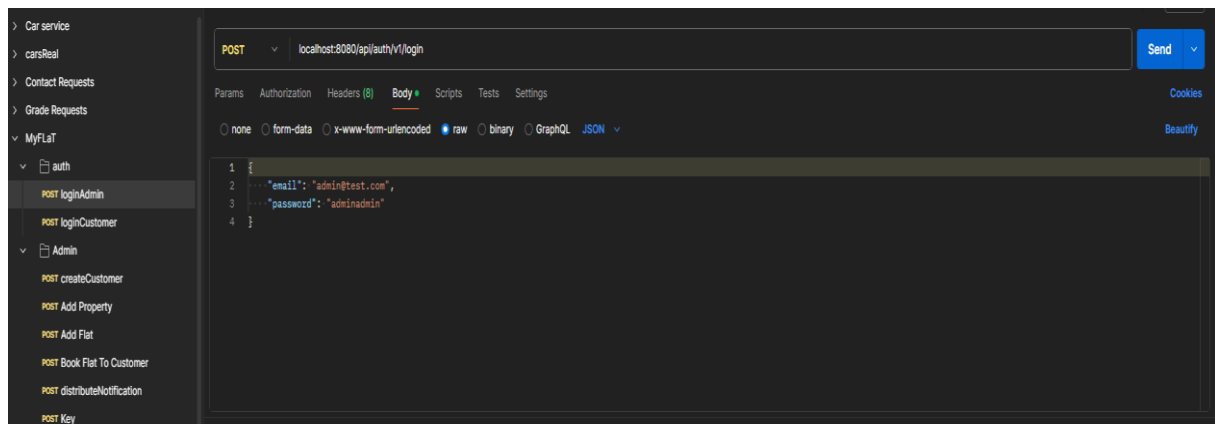 Car service
carsReal
Contact Requests
Grade Requests
MyFLaT
auth
POST loginAdmin
POST loginCustomer
Admin
POST createCustomer
POST Add Property
POST Add Flat
POST Book Flat To Customer
POST distributeNotification
POST Key
POST localhost:8080/api/auth/v1/login Send
Params Authorization Headers (8) Body Scripts Tests Settings Cookies
none form-data x-www-form-urlencoded raw binary GraphQL JSON Beautify
1 {
2 "email": "admin@test.com",
3 "password": "adminadmin"
4 }